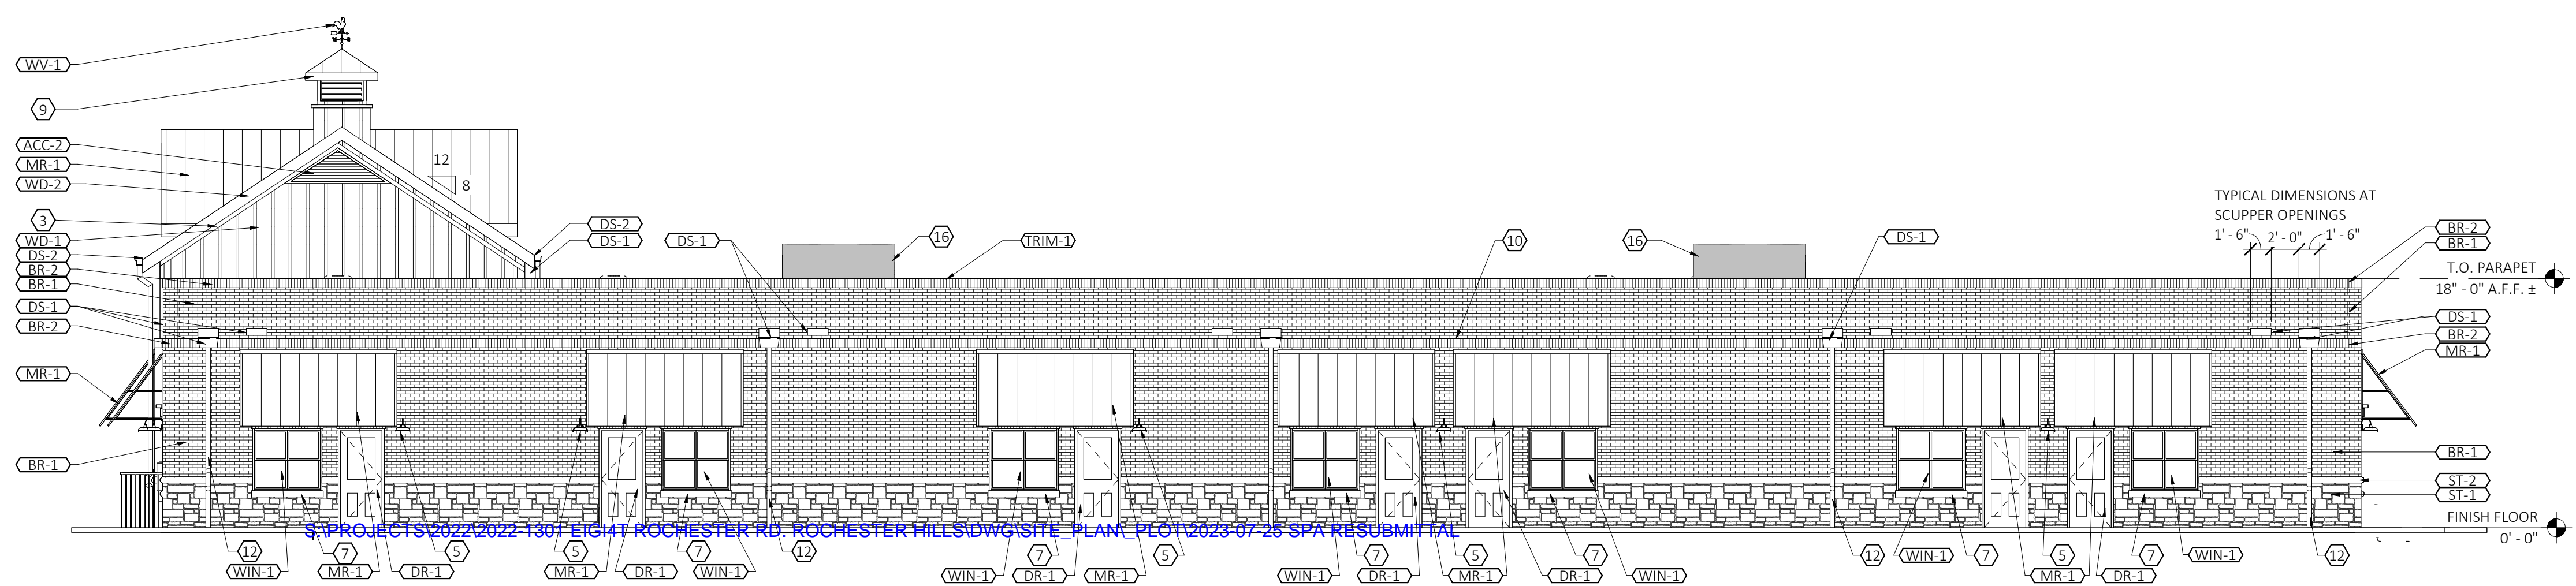 WV-1
9
ACC-2
MR-1
WD-2
3
WD-1
DS-2
BR-2
BR-1
DS-1
BR-2
MR-1
BR-1
12
8
DS-2
DS-1
DS-1
16
TRIM-1
10
16
DS-1
TYPICAL DIMENSIONS AT
SCUPPER OPENINGS
1' - 6" 2' - 0" 1' - 6"
BR-2
BR-1
T.O. PARAPET
18" - 0" A.F.F. ±
DS-1
BR-2
MR-1
BR-1
ST-2
ST-1
FINISH FLOOR
0' - 0"
S:\PROJECTS\2022\2022-1301 EIGI4T ROCHESTER RD. ROCHESTER HILLS\DWG\SITE_PLAN\_PLOT\2023-07-25 SPA RESUBMITTAL
12 7 5 5 7 12 7 5 7 5 7 12 WIN-1 7 5 7 WIN-1 12
WIN-1 MR-1 DR-1 MR-1 DR-1 WIN-1 WIN-1 DR-1 MR-1 WIN-1 DR-1 MR-1 DR-1 WIN-1 MR-1 DR-1